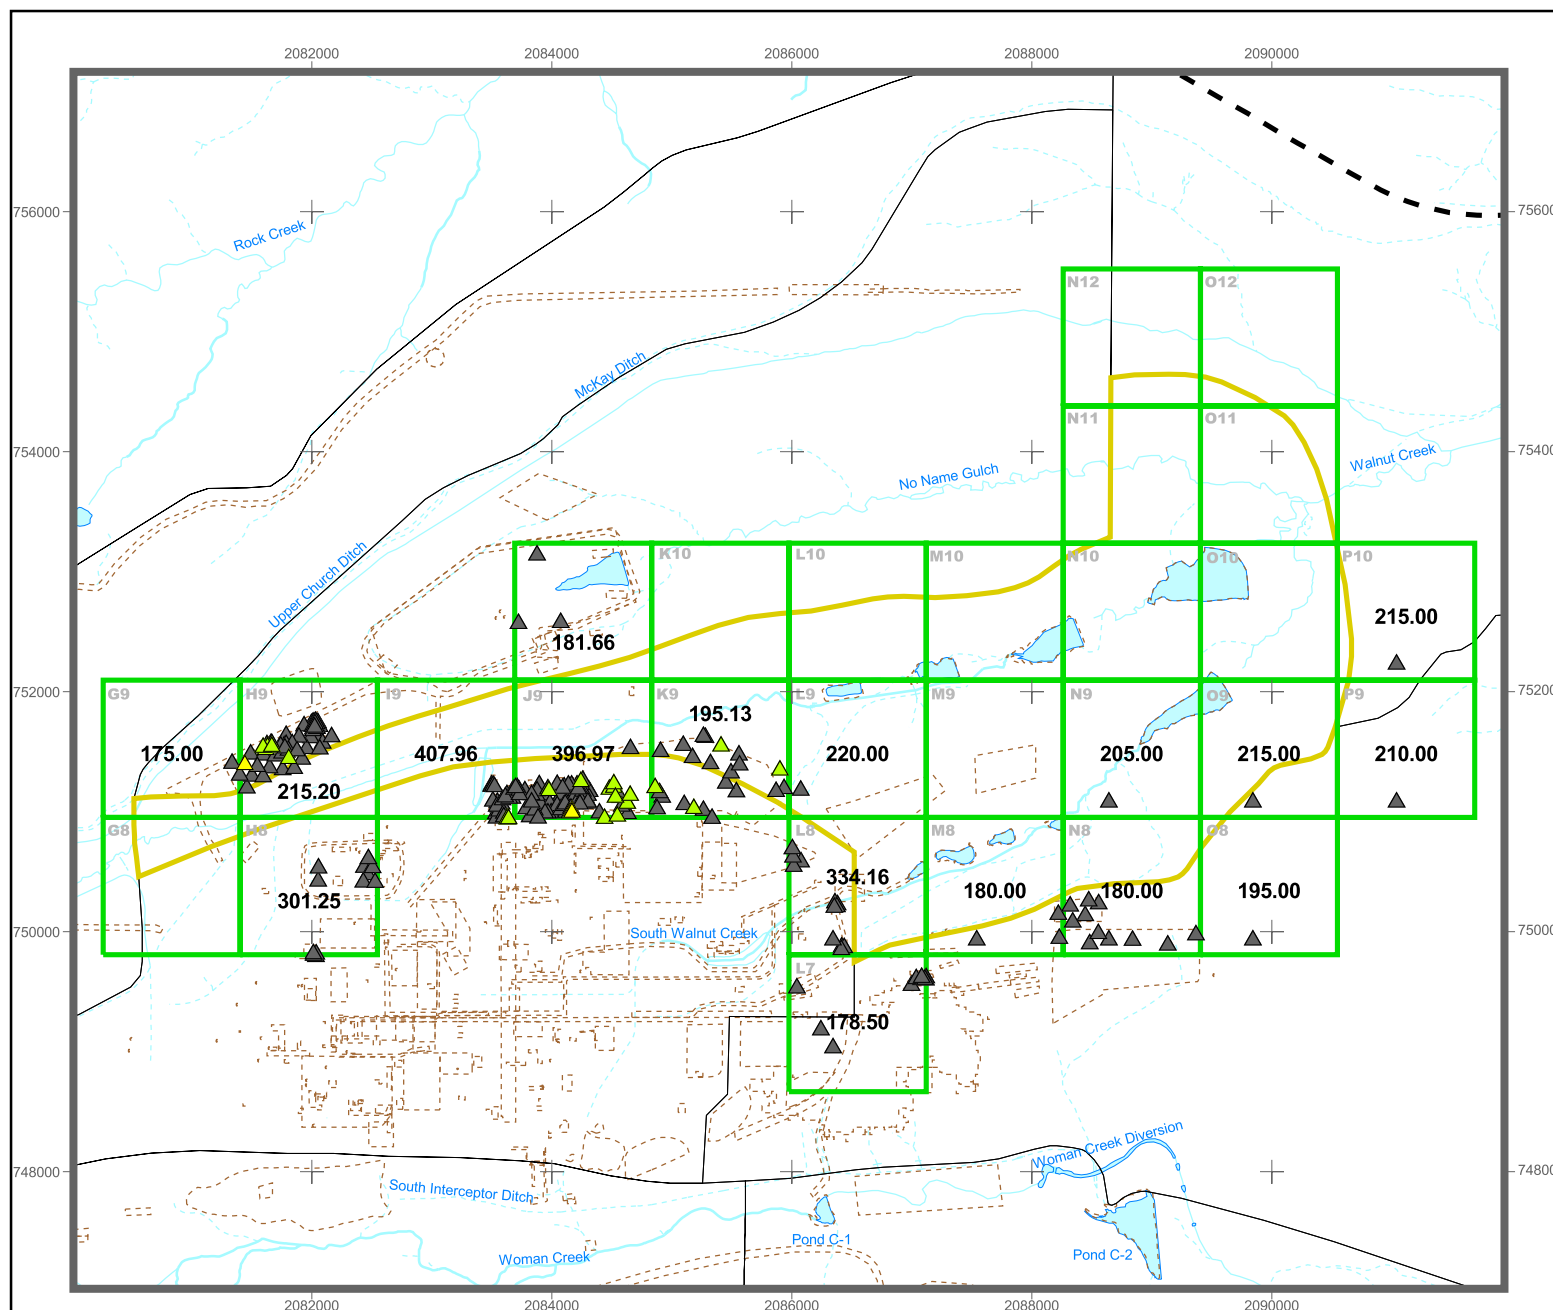 2082000 2084000 2086000 2088000 2090000
756000
75600
Rock Creek
N12 O12
McKay Ditch
N11 O11
754000
75400
Walnut Creek
No Name Gulch
K10 L10 M10 N10 O10 P10
Upper Church Ditch
215.00
181.66
752000
75200
G9 H9 I9 J9 K9 L9 M9 N9 O9 P9
195.13
175.00 407.96 396.97 220.00 205.00 215.00 210.00
215.20
G8 H8 L8 M8 N8 O8
334.16
301.25 180.00 180.00 195.00
750000
75000
South Walnut Creek
L7
178.50
Woman Creek Diversion
748000
74800
South Interceptor Ditch
Pond C-1
Woman Creek
Pond C-2
2082000 2084000 2086000 2088000 2090000